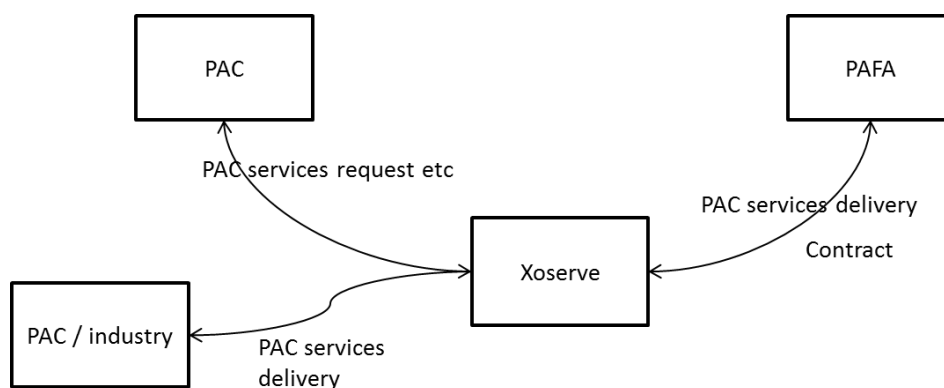 PAC
PAFA
PAC services request etc
PAC services delivery
Contract
Xoserve
PAC / industry
PAC services
delivery